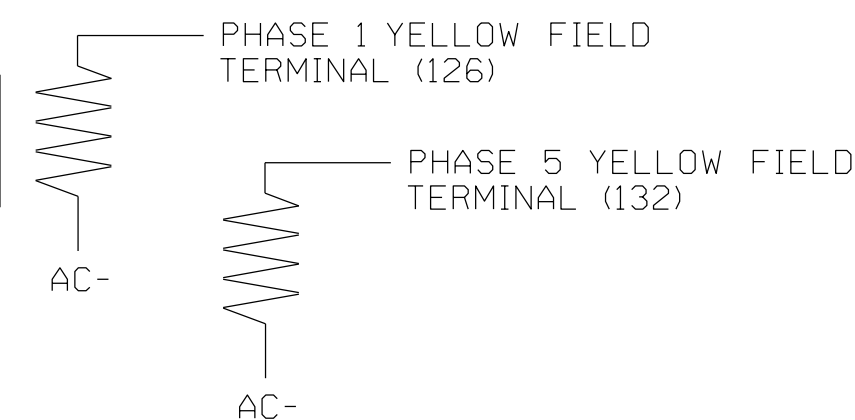 PHASE 1 YELLOW FIELD
TERMINAL (126)
AC-
PHASE 5 YELLOW FIELD
TERMINAL (132)
AC-